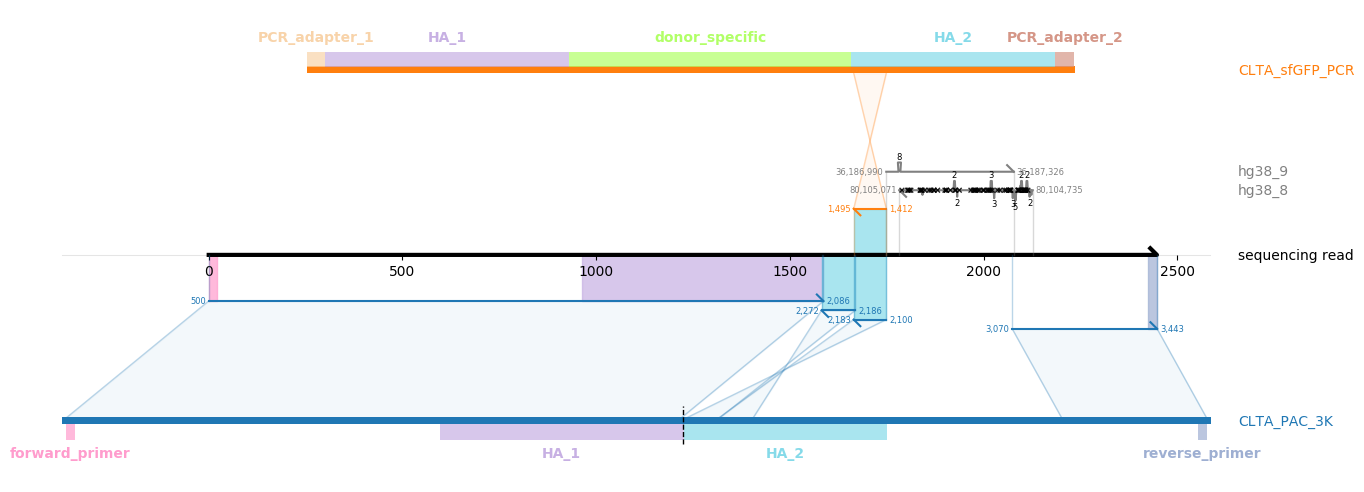 PCR_adapter_1 HA_1 donor_specific HA_2 PCR_adapter_2
CLTA_sfGFP_PCR
8
36,186,990 36,187,326 hg38_9
2 3 2 2
80,105,071 80,104,735 hg38_8
2 3 3 5 2
1,495 1,412
sequencing read
0 500 1000 1500 2000 2500
500 2,086
2,272 2,186
2,183 2,100
3,070 3,443
CLTA_PAC_3K
forward_primer HA_1 HA_2 reverse_primer